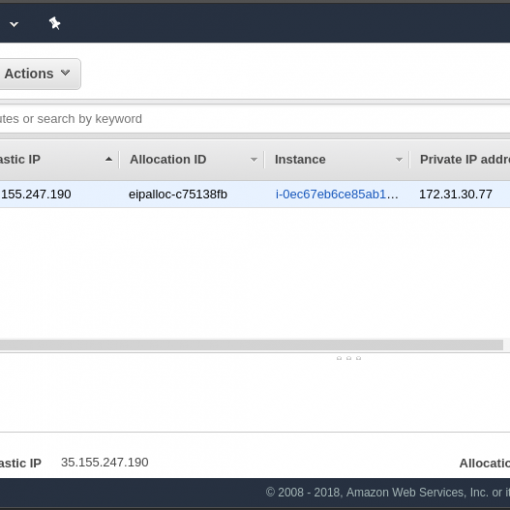 Actions
utes or search by keyword
astic IP Allocation ID Instance Private IP addre
155.247.190 eipalloc-c75138fb i-0ec67eb6ce85ab1... 172.31.30.77
astic IP 35.155.247.190 Allocatio
© 2008 - 2018, Amazon Web Services, Inc. or it